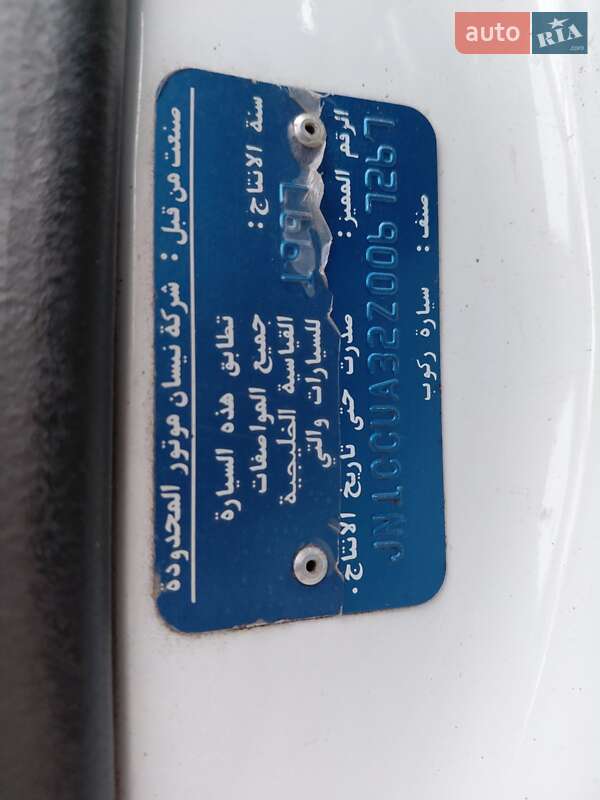 صنعت من قبل : شركة نيسان موتور المحدودة
سنة الانتاج : 1997
تطابق هذه السيارة
جميع المواصفات
القياسية الخليجية
للسيارات والتي
صدرت حتى تاريخ الانتاج.
الرقم المميز :
JN1CCUA32Z0067267
صنف : سيارة ركوب
auto RIA.com